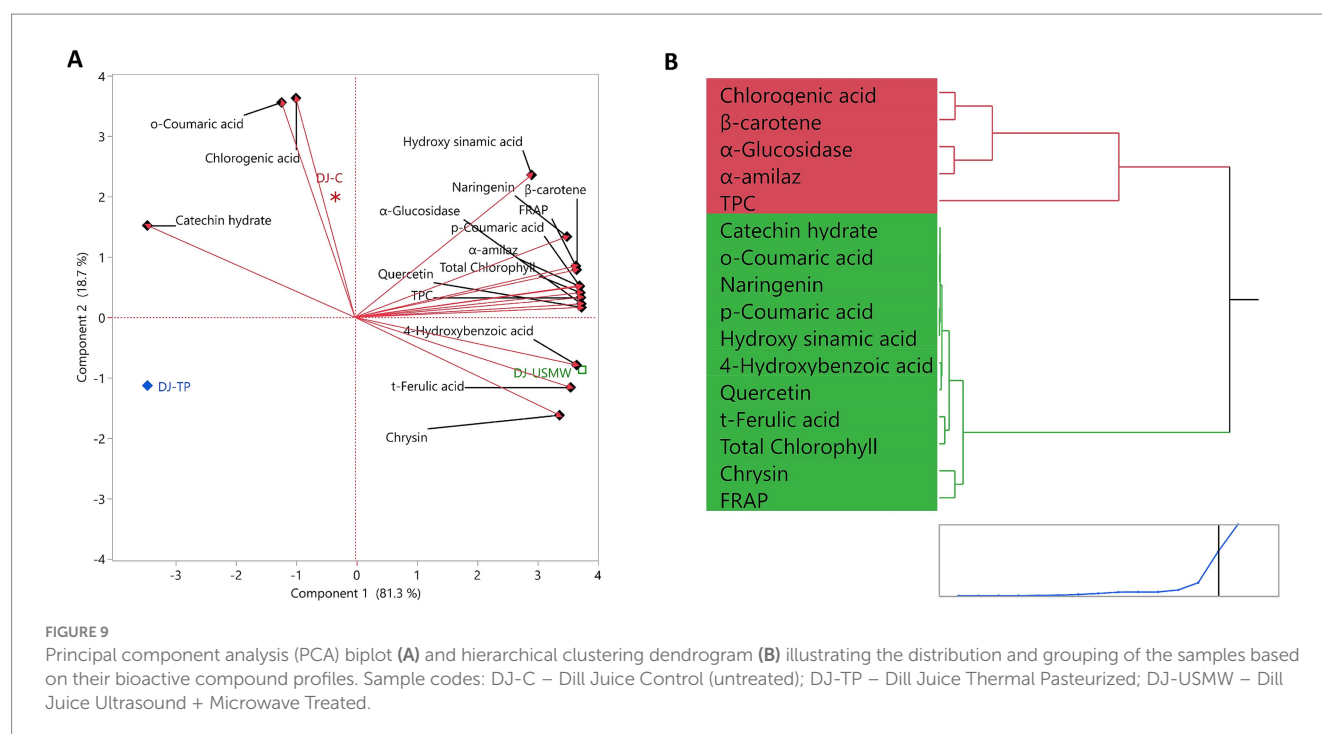 A
4
3
2
1
0
-1
-2
-3
-4
Component 2 (18.7 %)
-3
-2
-1
0
1
2
3
4
Component 1 (81.3 %)
o-Coumaric acid
Chlorogenic acid
DJ-C
Catechin hydrate
Hydroxy sinamic acid
Naringenin
β-carotene
α-Glucosidase
FRAP
p-Coumaric acid
α-amilaz
Total Chlorophyll
Quercetin
TPC
4-Hydroxybenzoic acid
DJ-USMW
DJ-TP
t-Ferulic acid
Chrysin
B
Chlorogenic acid
β-carotene
α-Glucosidase
α-amilaz
TPC
Catechin hydrate
o-Coumaric acid
Naringenin
p-Coumaric acid
Hydroxy sinamic acid
4-Hydroxybenzoic acid
Quercetin
t-Ferulic acid
Total Chlorophyll
Chrysin
FRAP
FIGURE 9
Principal component analysis (PCA) biplot (A) and hierarchical clustering dendrogram (B) illustrating the distribution and grouping of the samples based
on their bioactive compound profiles. Sample codes: DJ-C – Dill Juice Control (untreated); DJ-TP – Dill Juice Thermal Pasteurized; DJ-USMW – Dill
Juice Ultrasound + Microwave Treated.